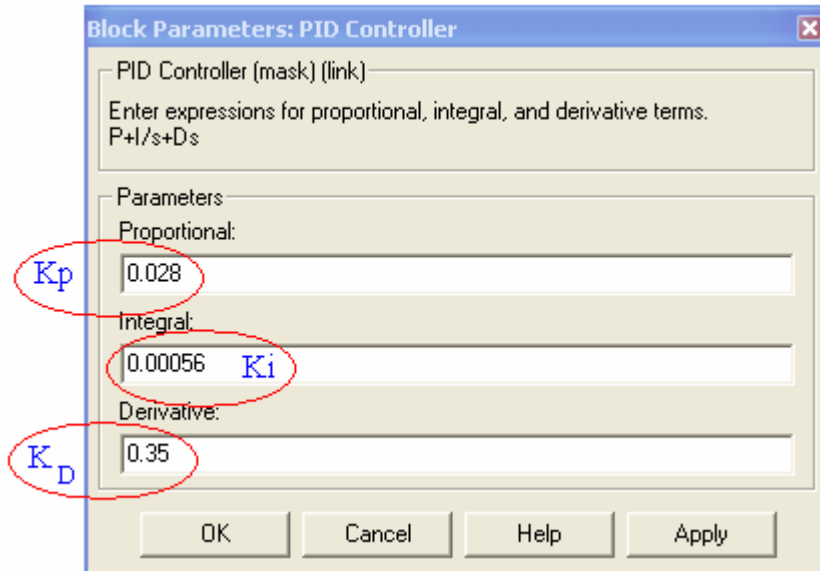 Block Parameters: PID Controller
PID Controller (mask) (link)
Enter expressions for proportional, integral, and derivative terms.
P+I/s+Ds
Parameters
Proportional:
Kp 0.028
Integral:
0.00056 Ki
Derivative:
KD 0.35
OK Cancel Help Apply